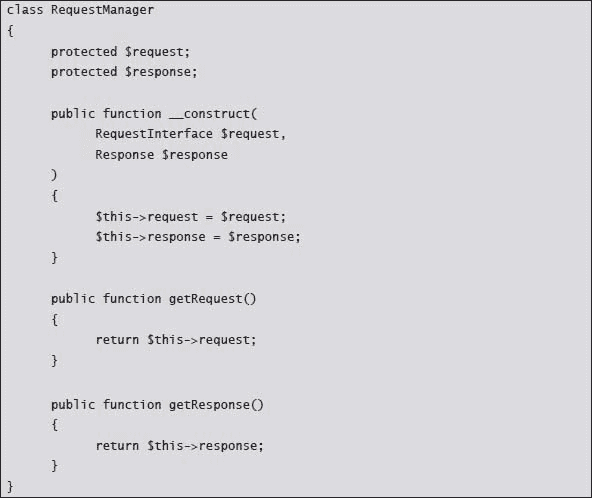 class RequestManager
{
protected $request;
protected $response;
public function __construct(
RequestInterface $request,
Response $response
)
{
$this->request = $request;
$this->response = $response;
}
public function getRequest()
{
return $this->request;
}
public function getResponse()
{
return $this->response;
}
}